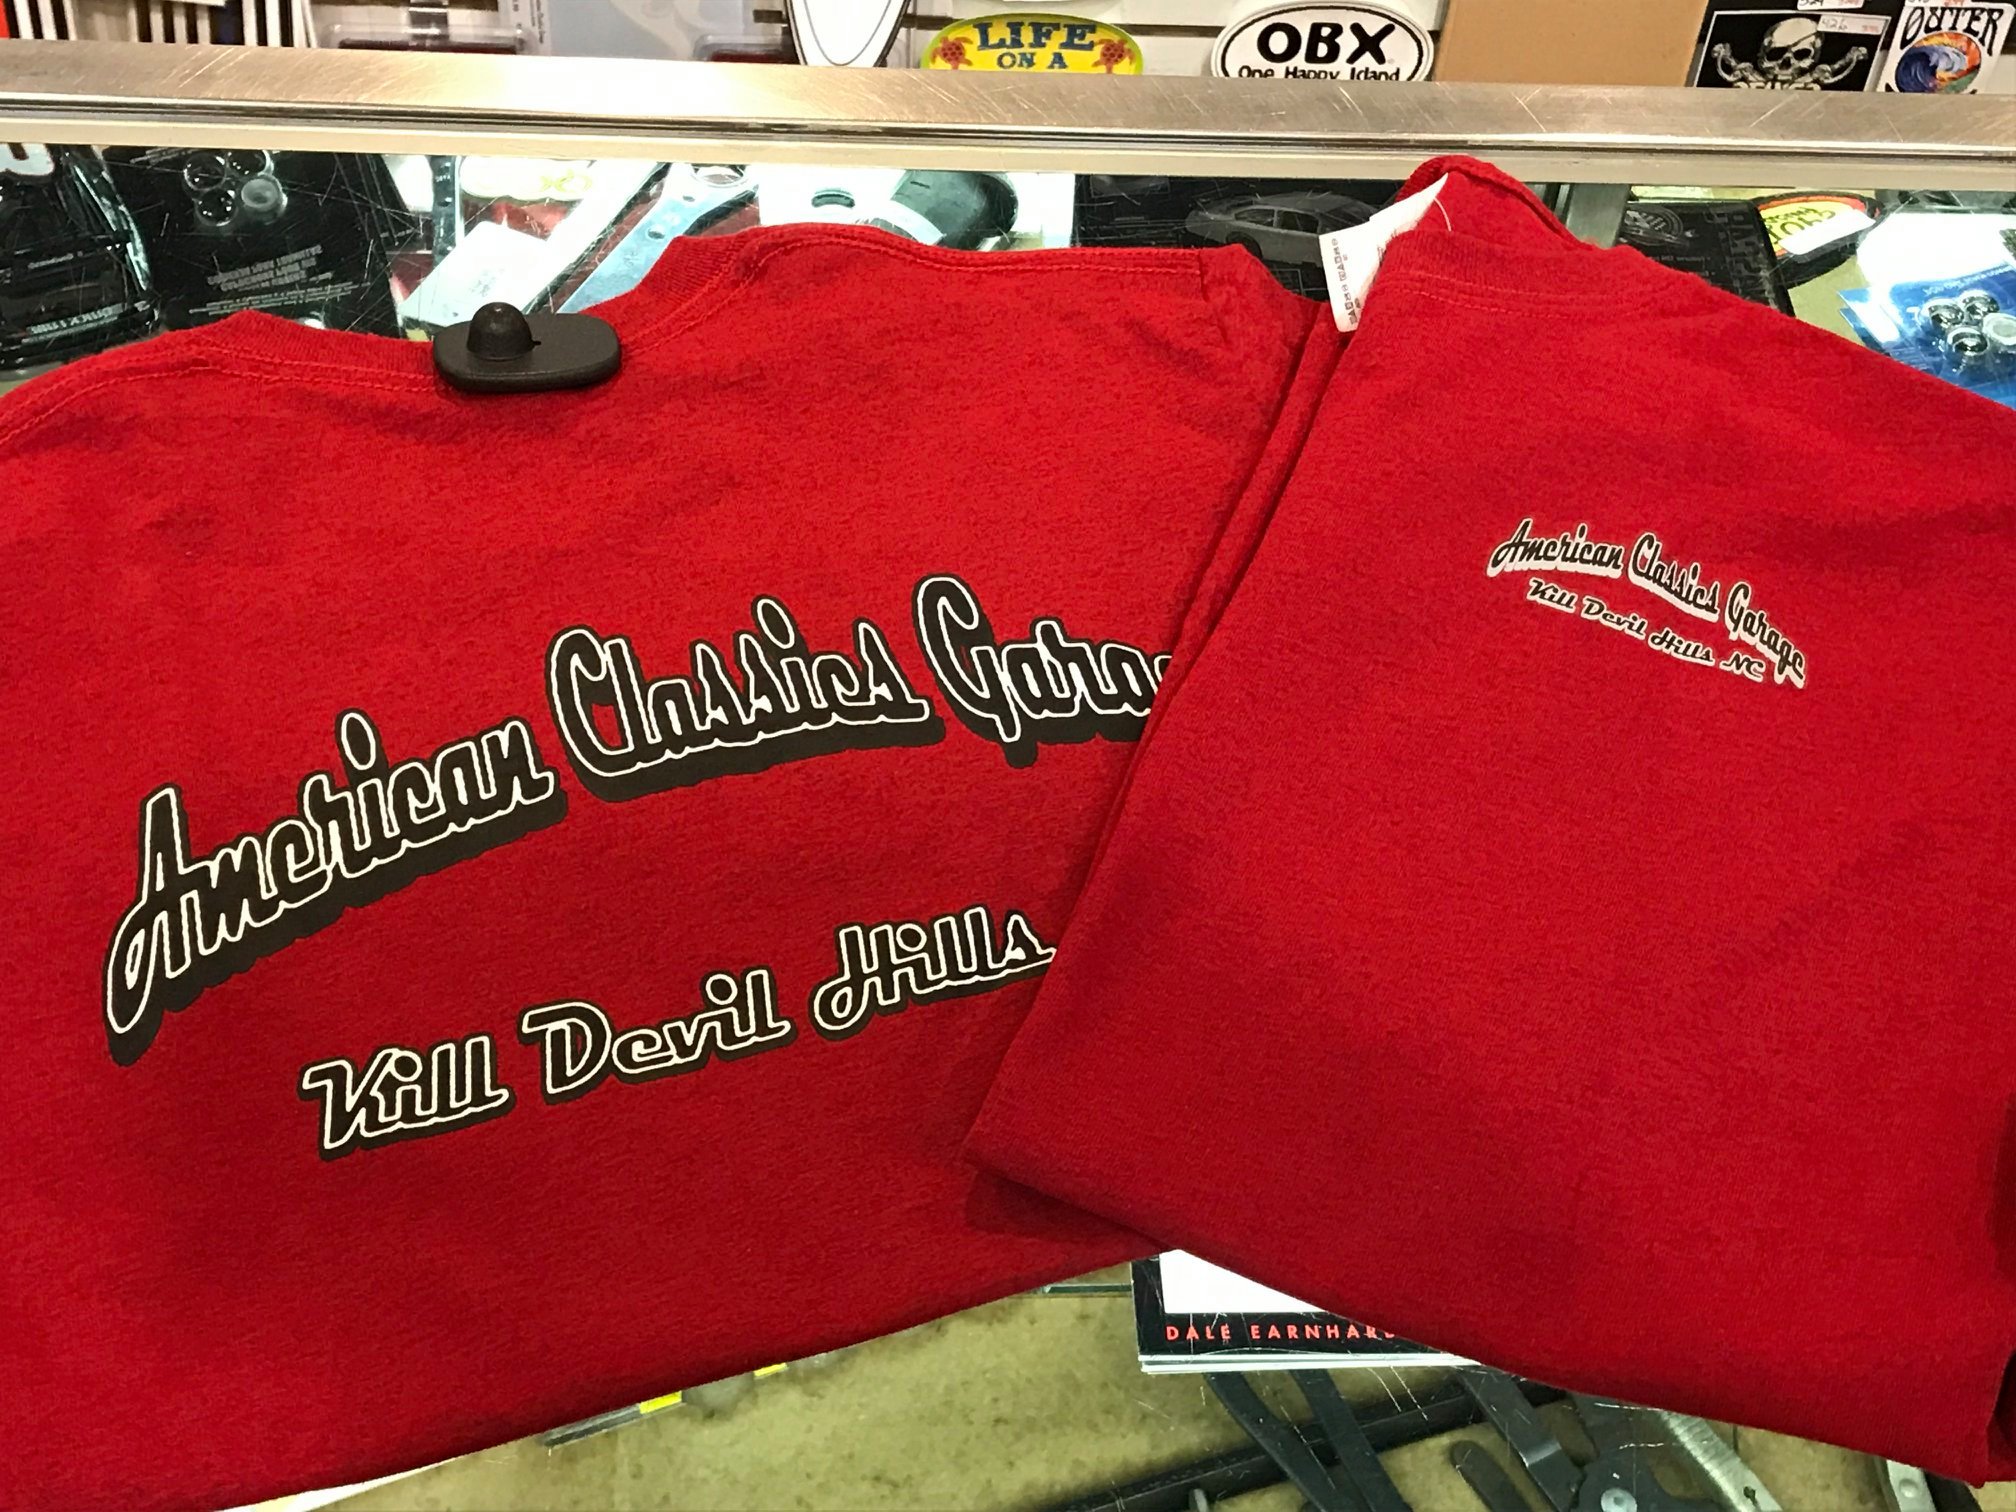 LIFE
ON A
OBX
One Happy Island
OUTER
American Classics Garag
Kill Devil Hills
American Classics Garage
Kill Devil Hills NC
DALE EARNHAR